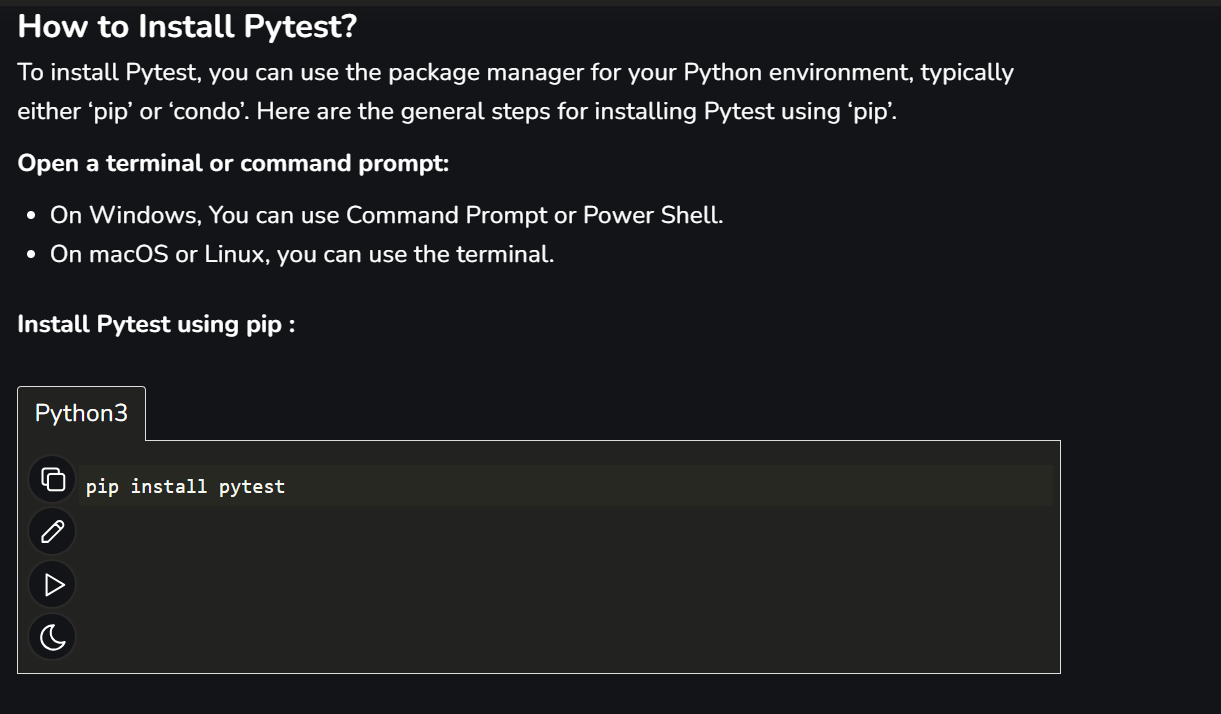 How to Install Pytest?
To install Pytest, you can use the package manager for your Python environment, typically
either ‘pip’ or ‘condo’. Here are the general steps for installing Pytest using ‘pip’.
Open a terminal or command prompt:
• On Windows, You can use Command Prompt or Power Shell.
• On macOS or Linux, you can use the terminal.
Install Pytest using pip :
Python3
pip install pytest